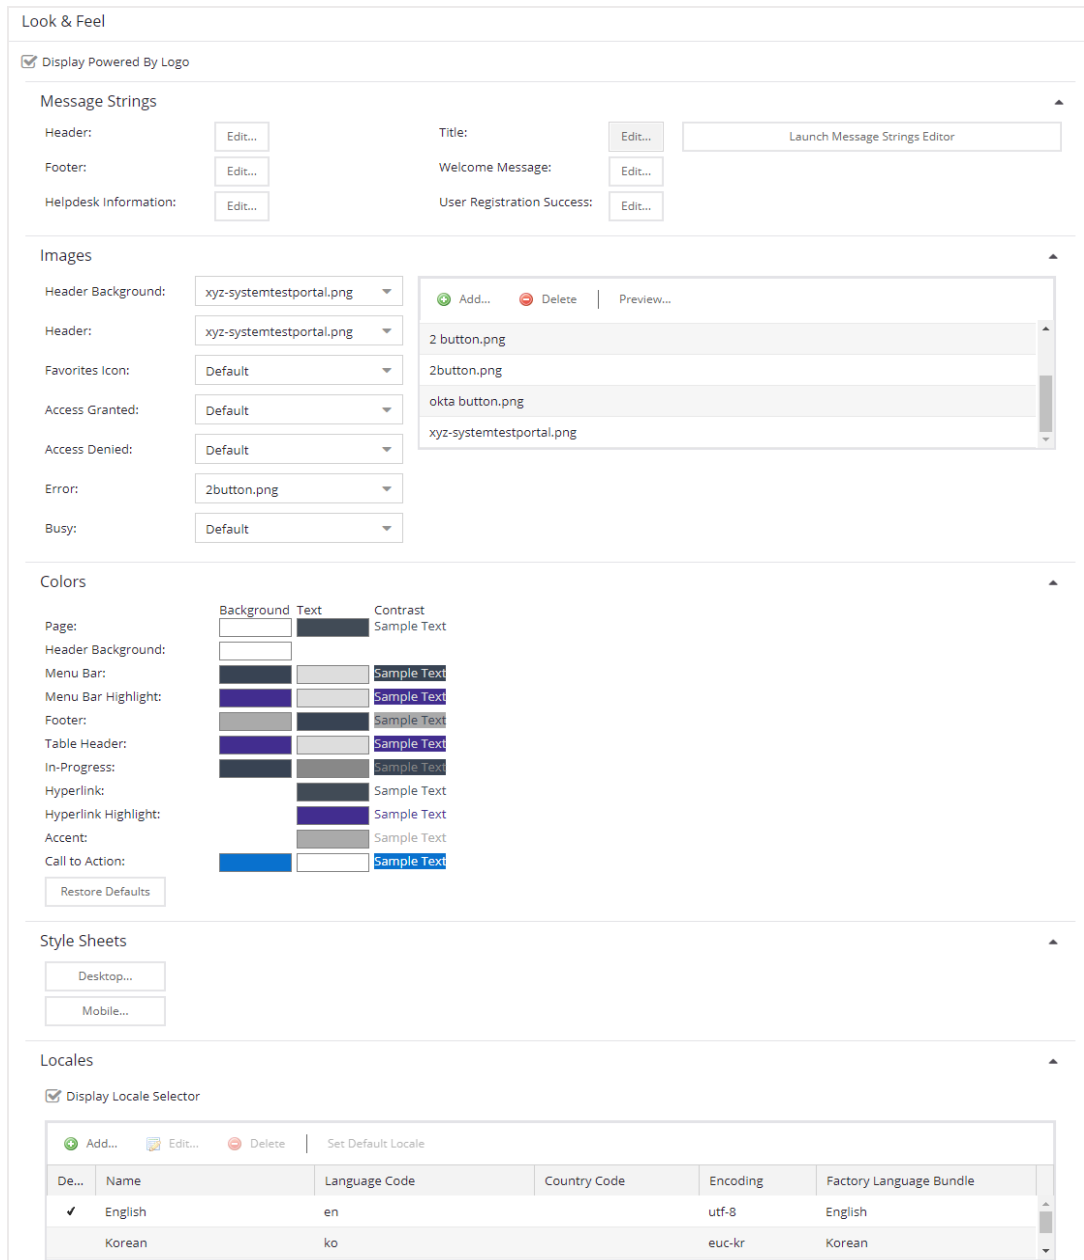 Look & Feel
Display Powered By Logo
Message Strings
Header: Edit... Title: Edit... Launch Message Strings Editor
Footer: Edit... Welcome Message: Edit...
Helpdesk Information: Edit... User Registration Success: Edit...
Images
Header Background: xyz-systemtestportal.png Add... Delete Preview...
Header: xyz-systemtestportal.png 2 button.png
Favorites Icon: Default 2button.png
Access Granted: Default okta button.png
Access Denied: Default xyz-systemtestportal.png
Error: 2button.png
Busy: Default
Colors
Background Text Contrast
Page: Sample Text
Header Background:
Menu Bar: Sample Text
Menu Bar Highlight: Sample Text
Footer: Sample Text
Table Header: Sample Text
In-Progress: Sample Text
Hyperlink: Sample Text
Hyperlink Highlight: Sample Text
Accent: Sample Text
Call to Action: Sample Text
Restore Defaults
Style Sheets
Desktop...
Mobile...
Locales
Display Locale Selector
Add... Edit... Delete Set Default Locale
De... Name Language Code Country Code Encoding Factory Language Bundle
English en utf-8 English
Korean ko euc-kr Korean